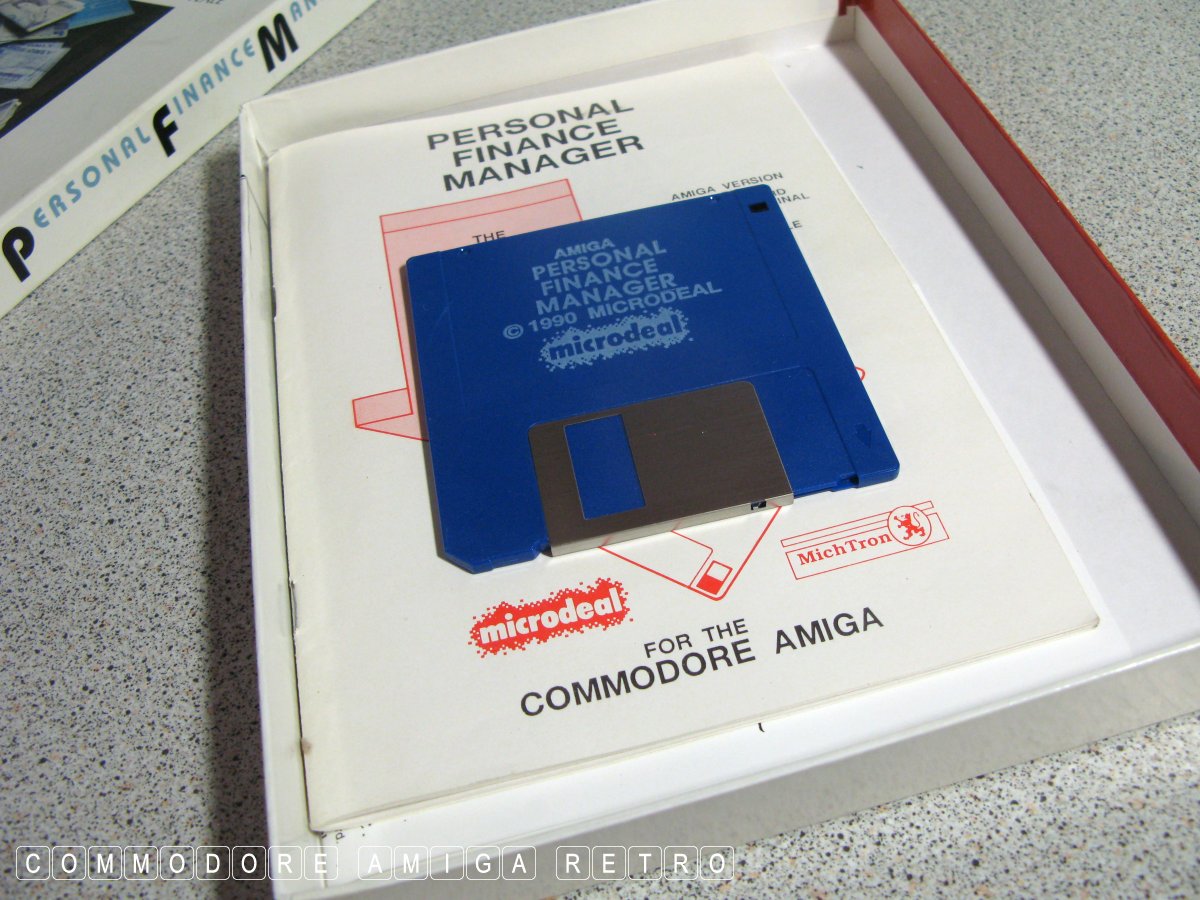 PERSONAL FINANCE
PERSONAL
FINANCE
MANAGER
AMIGA VERSION
THE
AMIGA
PERSONAL
FINANCE
MANAGER
© 1990 MICRODEAL
microdeal
MichTron
microdeal
FOR THE
COMMODORE AMIGA
COMMODORE AMIGA RETRO